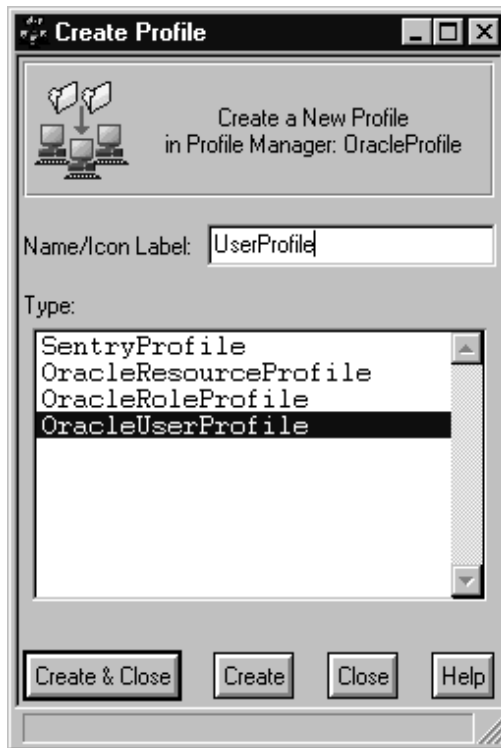 Create Profile
Create a New Profile
in Profile Manager: OracleProfile
Name/Icon Label: UserProfile
Type:
SentryProfile
OracleResourceProfile
OracleRoleProfile
OracleUserProfile
Create & Close Create Close Help